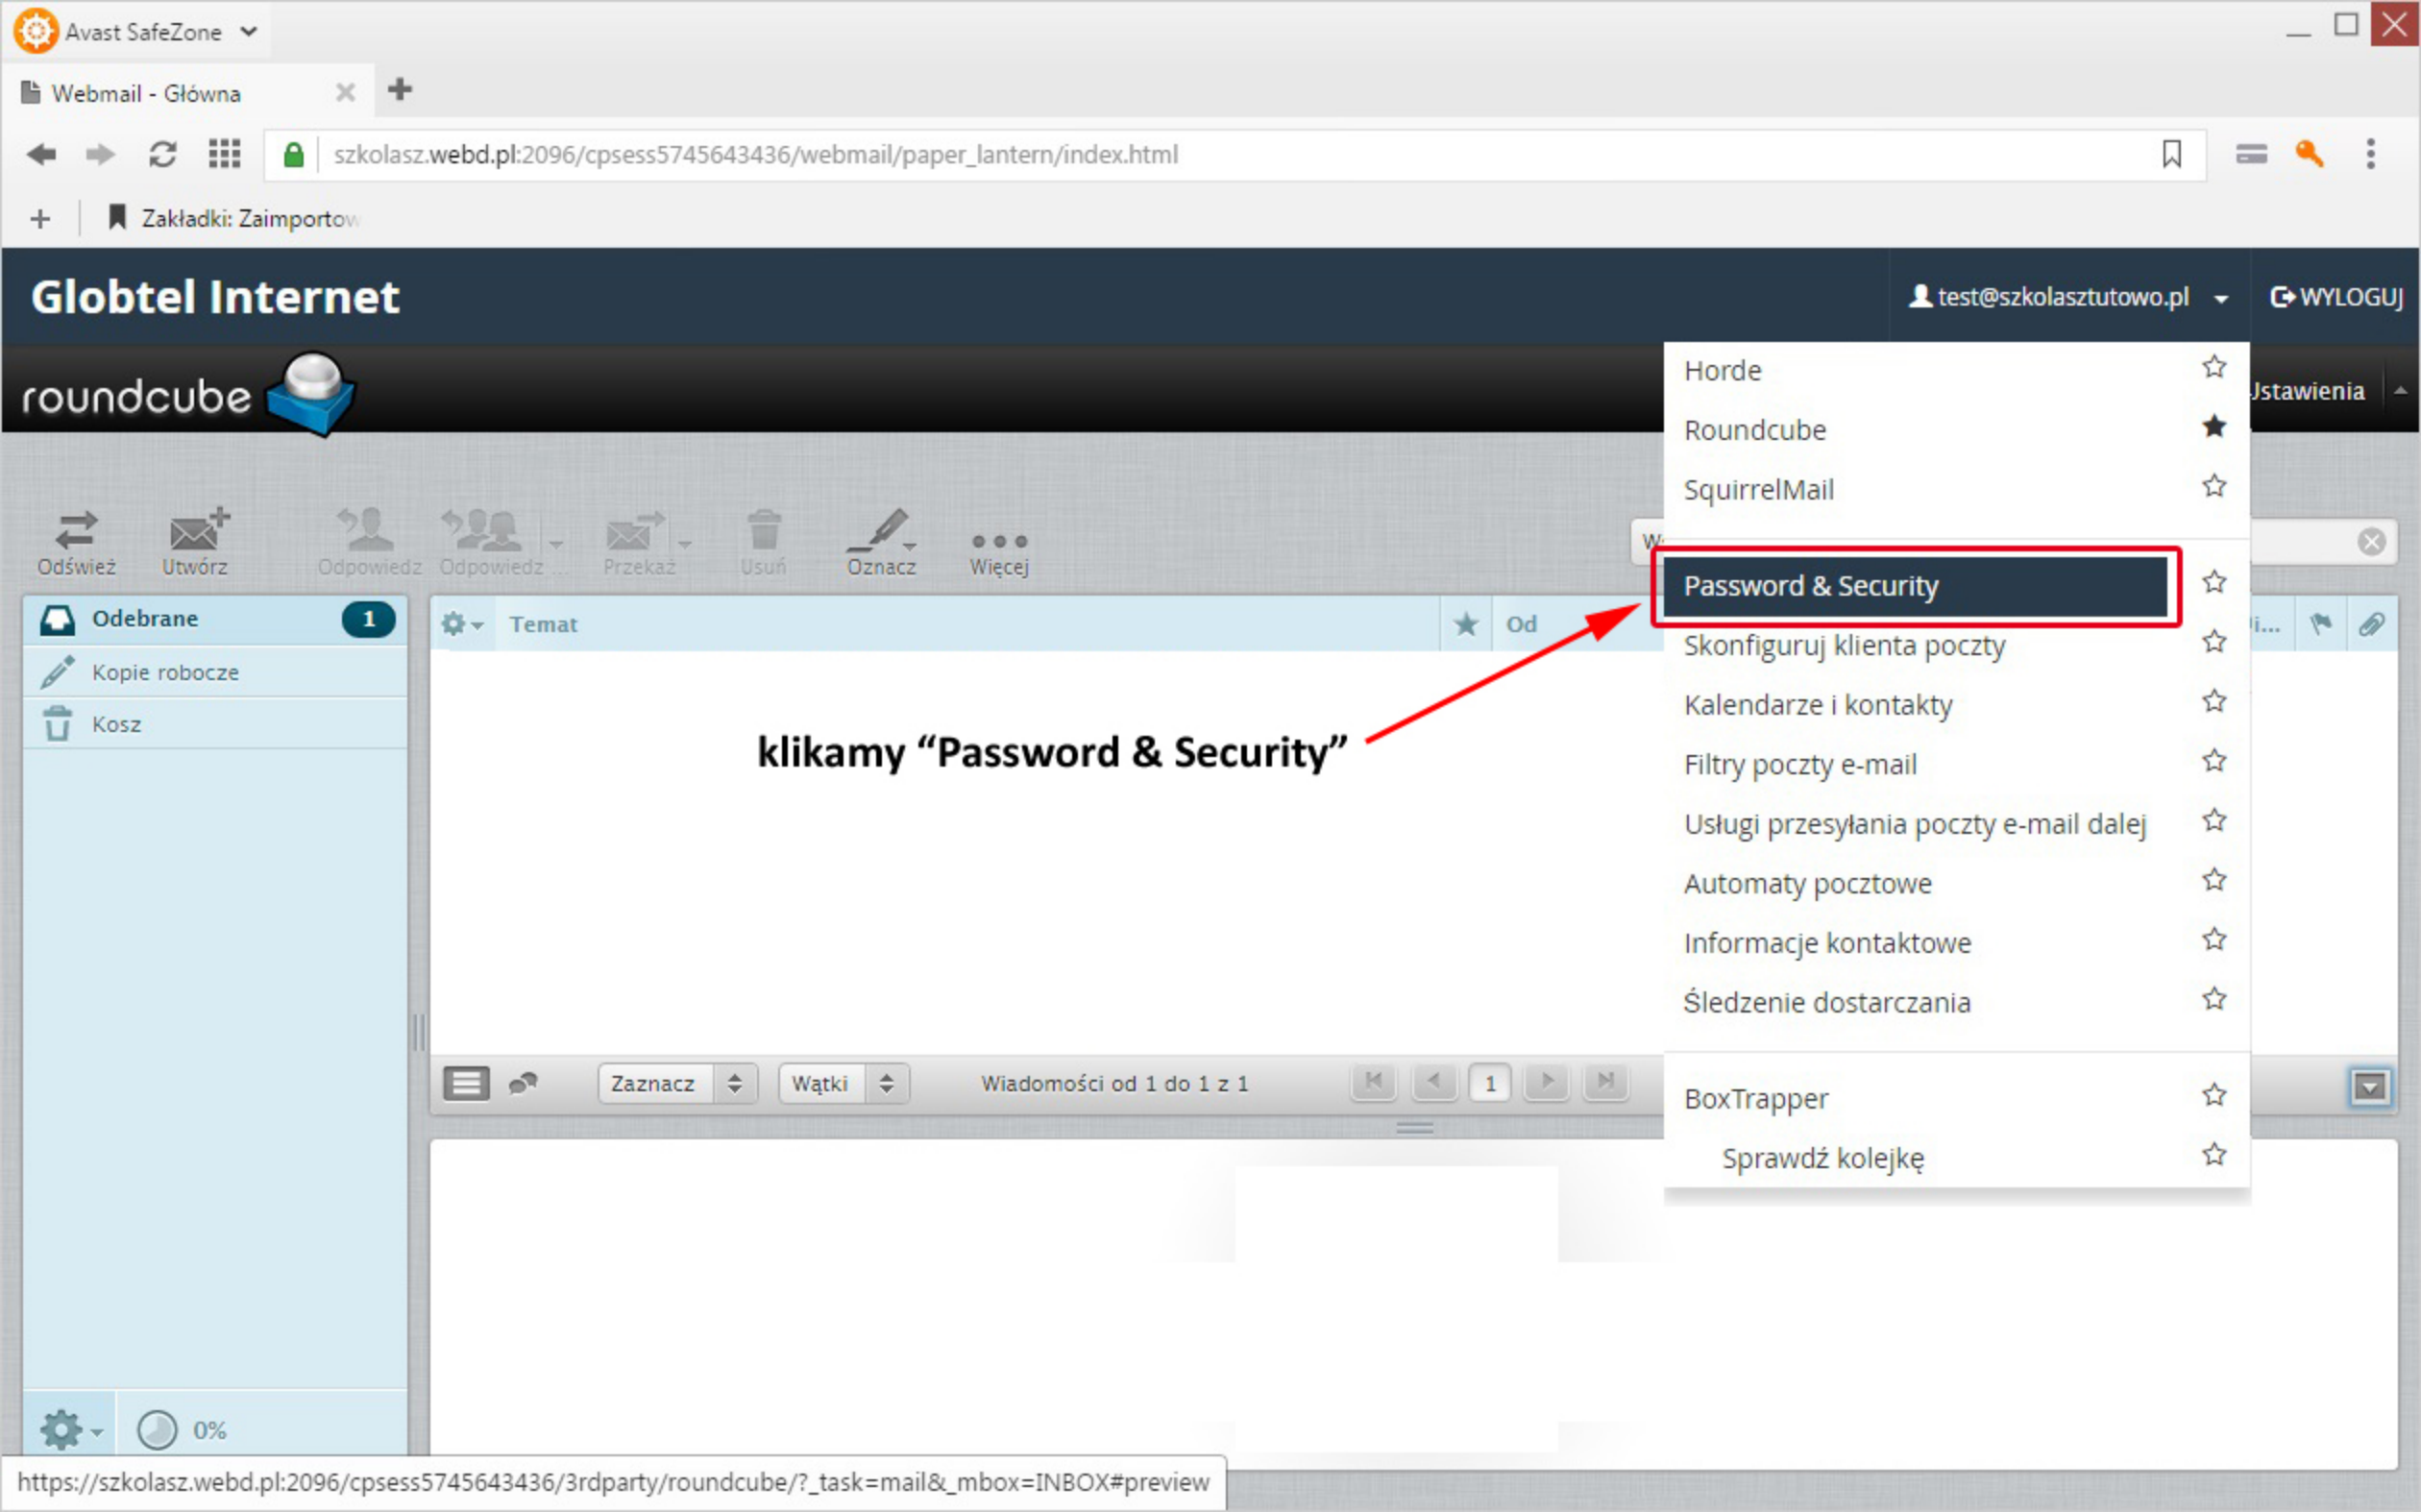 Avast SafeZone
Webmail - Główna
szkolasz.webd.pl:2096/cpsess5745643436/webmail/paper_lantern/index.html
Zakładki: Zaimportow
Globtel Internet
test@szkolasztutowo.pl
WYLOGUJ
roundcube
Ustawienia
Horde
Roundcube
SquirrelMail
Odśwież
Utwórz
Odpowiedz
Odpowiedz ...
Przekaż
Usuń
Oznacz
Więcej
Password & Security
Skonfiguruj klienta poczty
Kalendarze i kontakty
Filtry poczty e-mail
Usługi przesyłania poczty e-mail dalej
Automaty pocztowe
Informacje kontaktowe
Śledzenie dostarczania
BoxTrapper
Sprawdź kolejkę
Odebrane
1
Kopie robocze
Kosz
Temat
Od
klikamy “Password & Security”
Zaznacz
Wątki
Wiadomości od 1 do 1 z 1
1
0%
https://szkolasz.webd.pl:2096/cpsess5745643436/3rdparty/roundcube/?_task=mail&_mbox=INBOX#preview